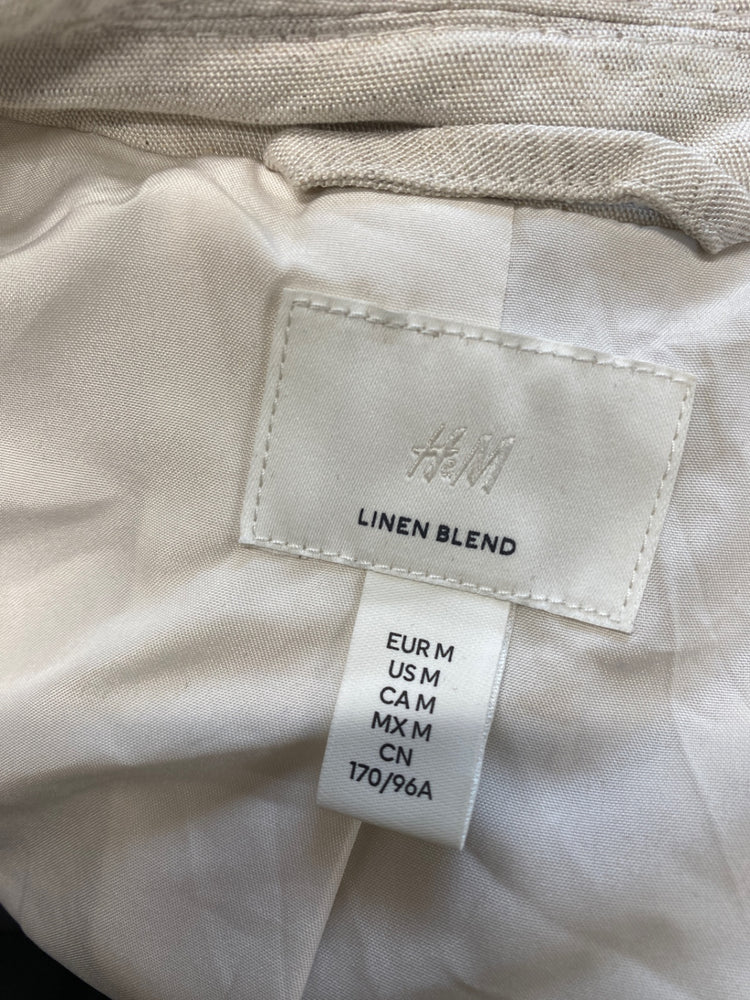 H&M
LINEN BLEND
EUR M
US M
CA M
MX M
CN
170/96A